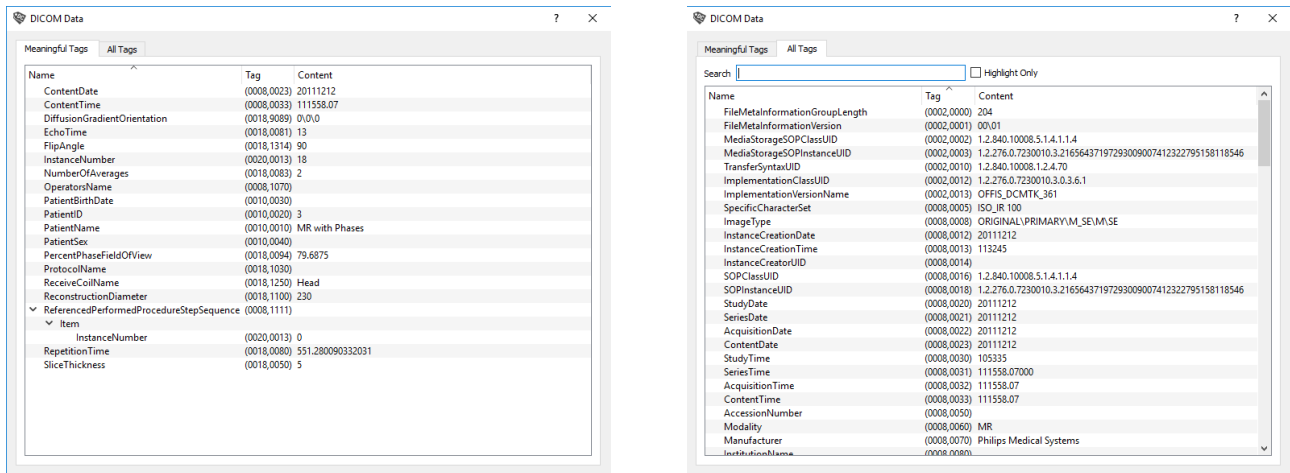 DICOM Data ? ×
Meaningful Tags All Tags
Name Tag Content
ContentDate (0008,0023) 20111212
ContentTime (0008,0033) 111558.07
DiffusionGradientOrientation (0018,9089) 0\0\0
EchoTime (0018,0081) 13
FlipAngle (0018,1314) 90
InstanceNumber (0020,0013) 18
NumberOfAverages (0018,0083) 2
OperatorsName (0008,1070)
PatientBirthDate (0010,0030)
PatientID (0010,0020) 3
PatientName (0010,0010) MR with Phases
PatientSex (0010,0040)
PercentPhaseFieldOfView (0018,0094) 79.6875
ProtocolName (0018,1030)
ReceiveCoilName (0018,1250) Head
ReconstructionDiameter (0018,1100) 230
ReferencedPerformedProcedureStepSequence (0008,1111)
Item
InstanceNumber (0020,0013) 0
RepetitionTime (0018,0080) 551.280090332031
SliceThickness (0018,0050) 5
DICOM Data ? ×
Meaningful Tags All Tags
Search Highlight Only
Name Tag Content
FileMetaInformationGroupLength (0002,0000) 204
FileMetaInformationVersion (0002,0001) 00\01
MediaStorageSOPClassUID (0002,0002) 1.2.840.10008.5.1.4.1.1.4
MediaStorageSOPInstanceUID (0002,0003) 1.2.276.0.7230010.3.2165643719729300900741232279515811 8546
TransferSyntaxUID (0002,0010) 1.2.840.10008.1.2.4.70
ImplementationClassUID (0002,0012) 1.2.276.0.7230010.3.0.3.6.1
ImplementationVersionName (0002,0013) OFFIS_DCMTK_361
SpecificCharacterSet (0008,0005) ISO_IR 100
ImageType (0008,0008) ORIGINAL\PRIMARY\M_SE\M\SE
InstanceCreationDate (0008,0012) 20111212
InstanceCreationTime (0008,0013) 113245
InstanceCreatorUID (0008,0014)
SOPClassUID (0008,0016) 1.2.840.10008.5.1.4.1.1.4
SOPInstanceUID (0008,0018) 1.2.276.0.7230010.3.21656437197293009007412322795158118546
StudyDate (0008,0020) 20111212
SeriesDate (0008,0021) 20111212
AcquisitionDate (0008,0022) 20111212
ContentDate (0008,0023) 20111212
StudyTime (0008,0030) 105335
SeriesTime (0008,0031) 111558.07000
AcquisitionTime (0008,0032) 111558.07
ContentTime (0008,0033) 111558.07
AccessionNumber (0008,0050)
Modality (0008,0060) MR
Manufacturer (0008,0070) Philips Medical Systems
InstitutionName (0008,0080)